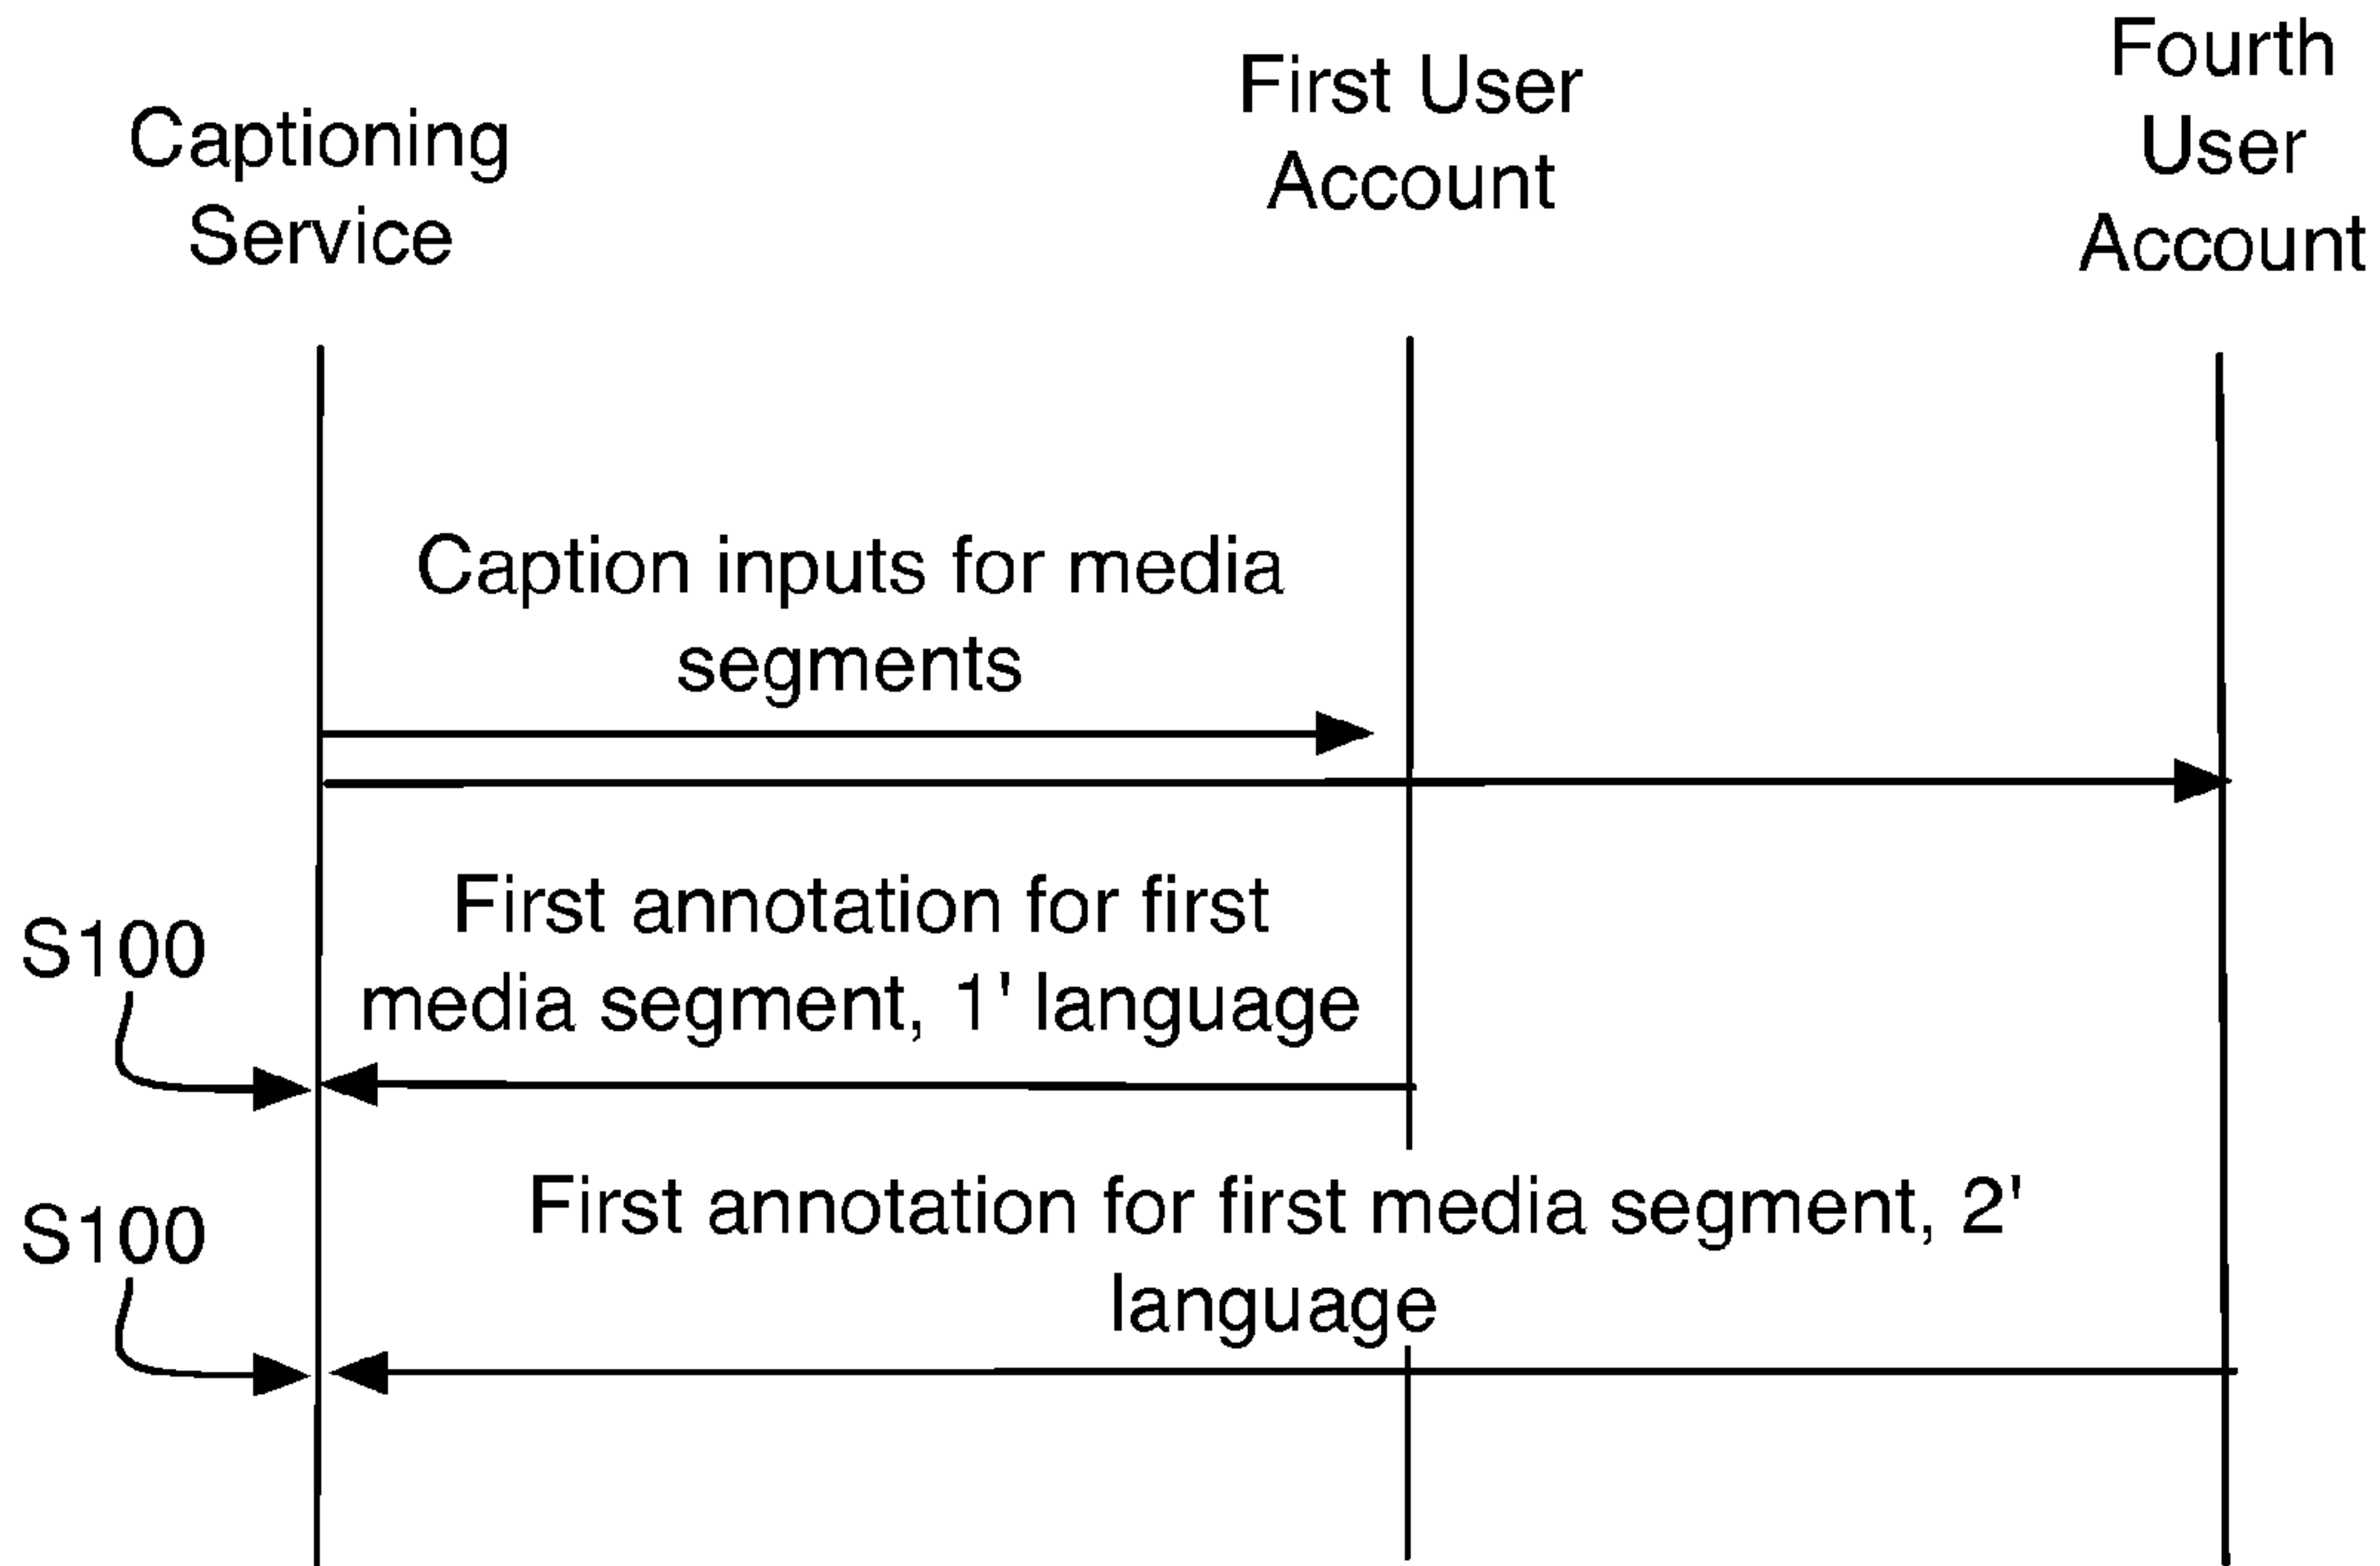 Captioning
Service
First User
Account
Fourth
User
Account
Caption inputs for media
segments
First annotation for first
media segment, 1' language
S100
First annotation for first media segment, 2'
language
S100